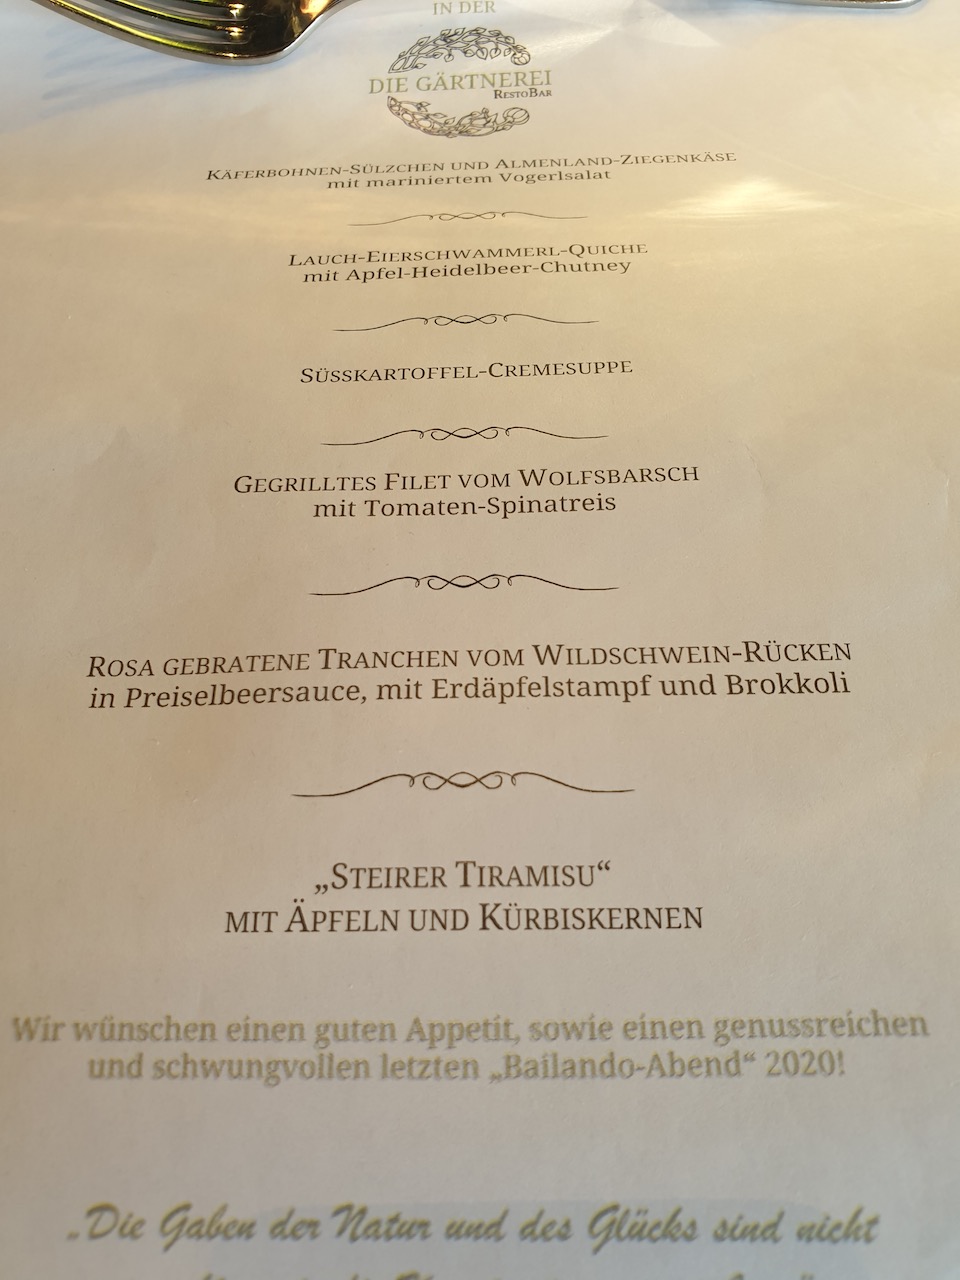 IN DER
DIE GÄRTNEREI
RESTOBAR
KÄFERBOHNEN-SÜLZCHEN UND ALMENLAND-ZIEGENKÄSE
mit mariniertem Vogerlsalat
LAUCH-EIERSCHWAMMERL-QUICHE
mit Apfel-Heidelbeer-Chutney
SÜSSKARTOFFEL-CREMESUPPE
GEGRILLTES FILET VOM WOLFSBARSCH
mit Tomaten-Spinatreis
ROSA GEBRATENE TRANCHEN VOM WILDSCHWEIN-RÜCKEN
in Preiselbeersauce, mit Erdäpfelstampf und Brokkoli
„STEIRER TIRAMISU“
MIT ÄPFELN UND KÜRBISKERNEN
Wir wünschen einen guten Appetit, sowie einen genussreichen
und schwungvollen letzten „Bailando-Abend“ 2020!
„Die Gaben der Natur und des Glücks sind nicht